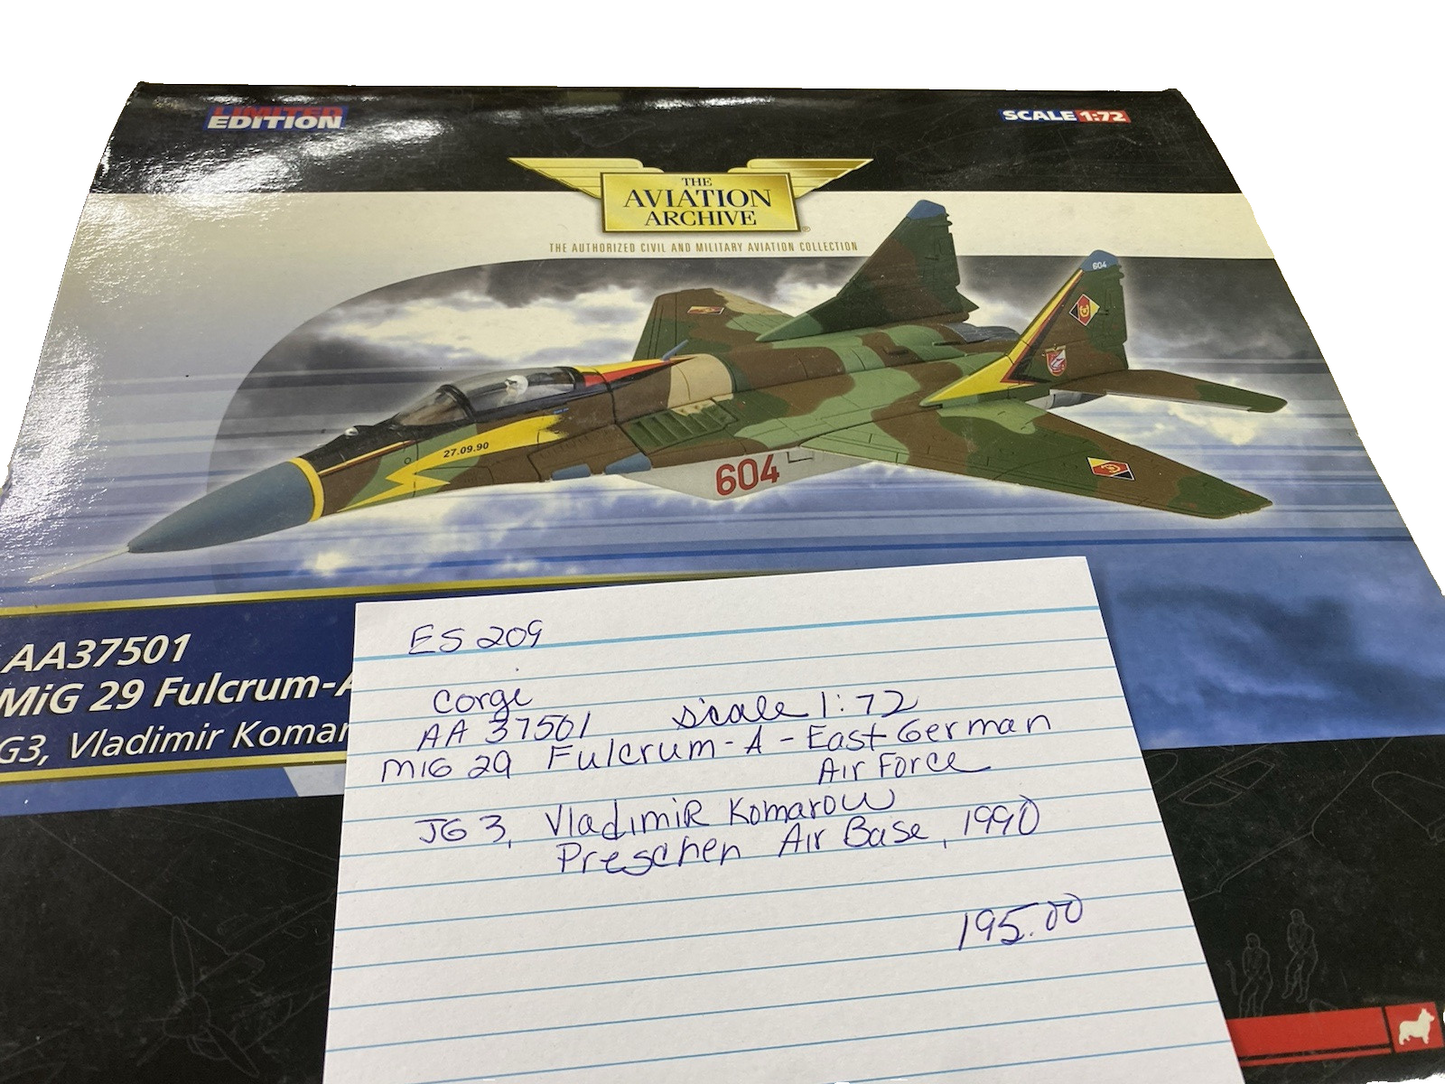 LIMITED
EDITION
SCALE 1:72
THE
AVIATION
ARCHIVE
®
THE AUTHORIZED CIVIL AND MILITARY AVIATION COLLECTION
604
27.09.90
604
AA37501
MiG 29 Fulcrum-A
G3, Vladimir Komar
ES 209
Corgi
AA 37501 scale 1:72
MIG 29 Fulcrum-A-East German
Air Force
JG 3, Vladimir Komarow
Preschen Air Base, 1990
195.00